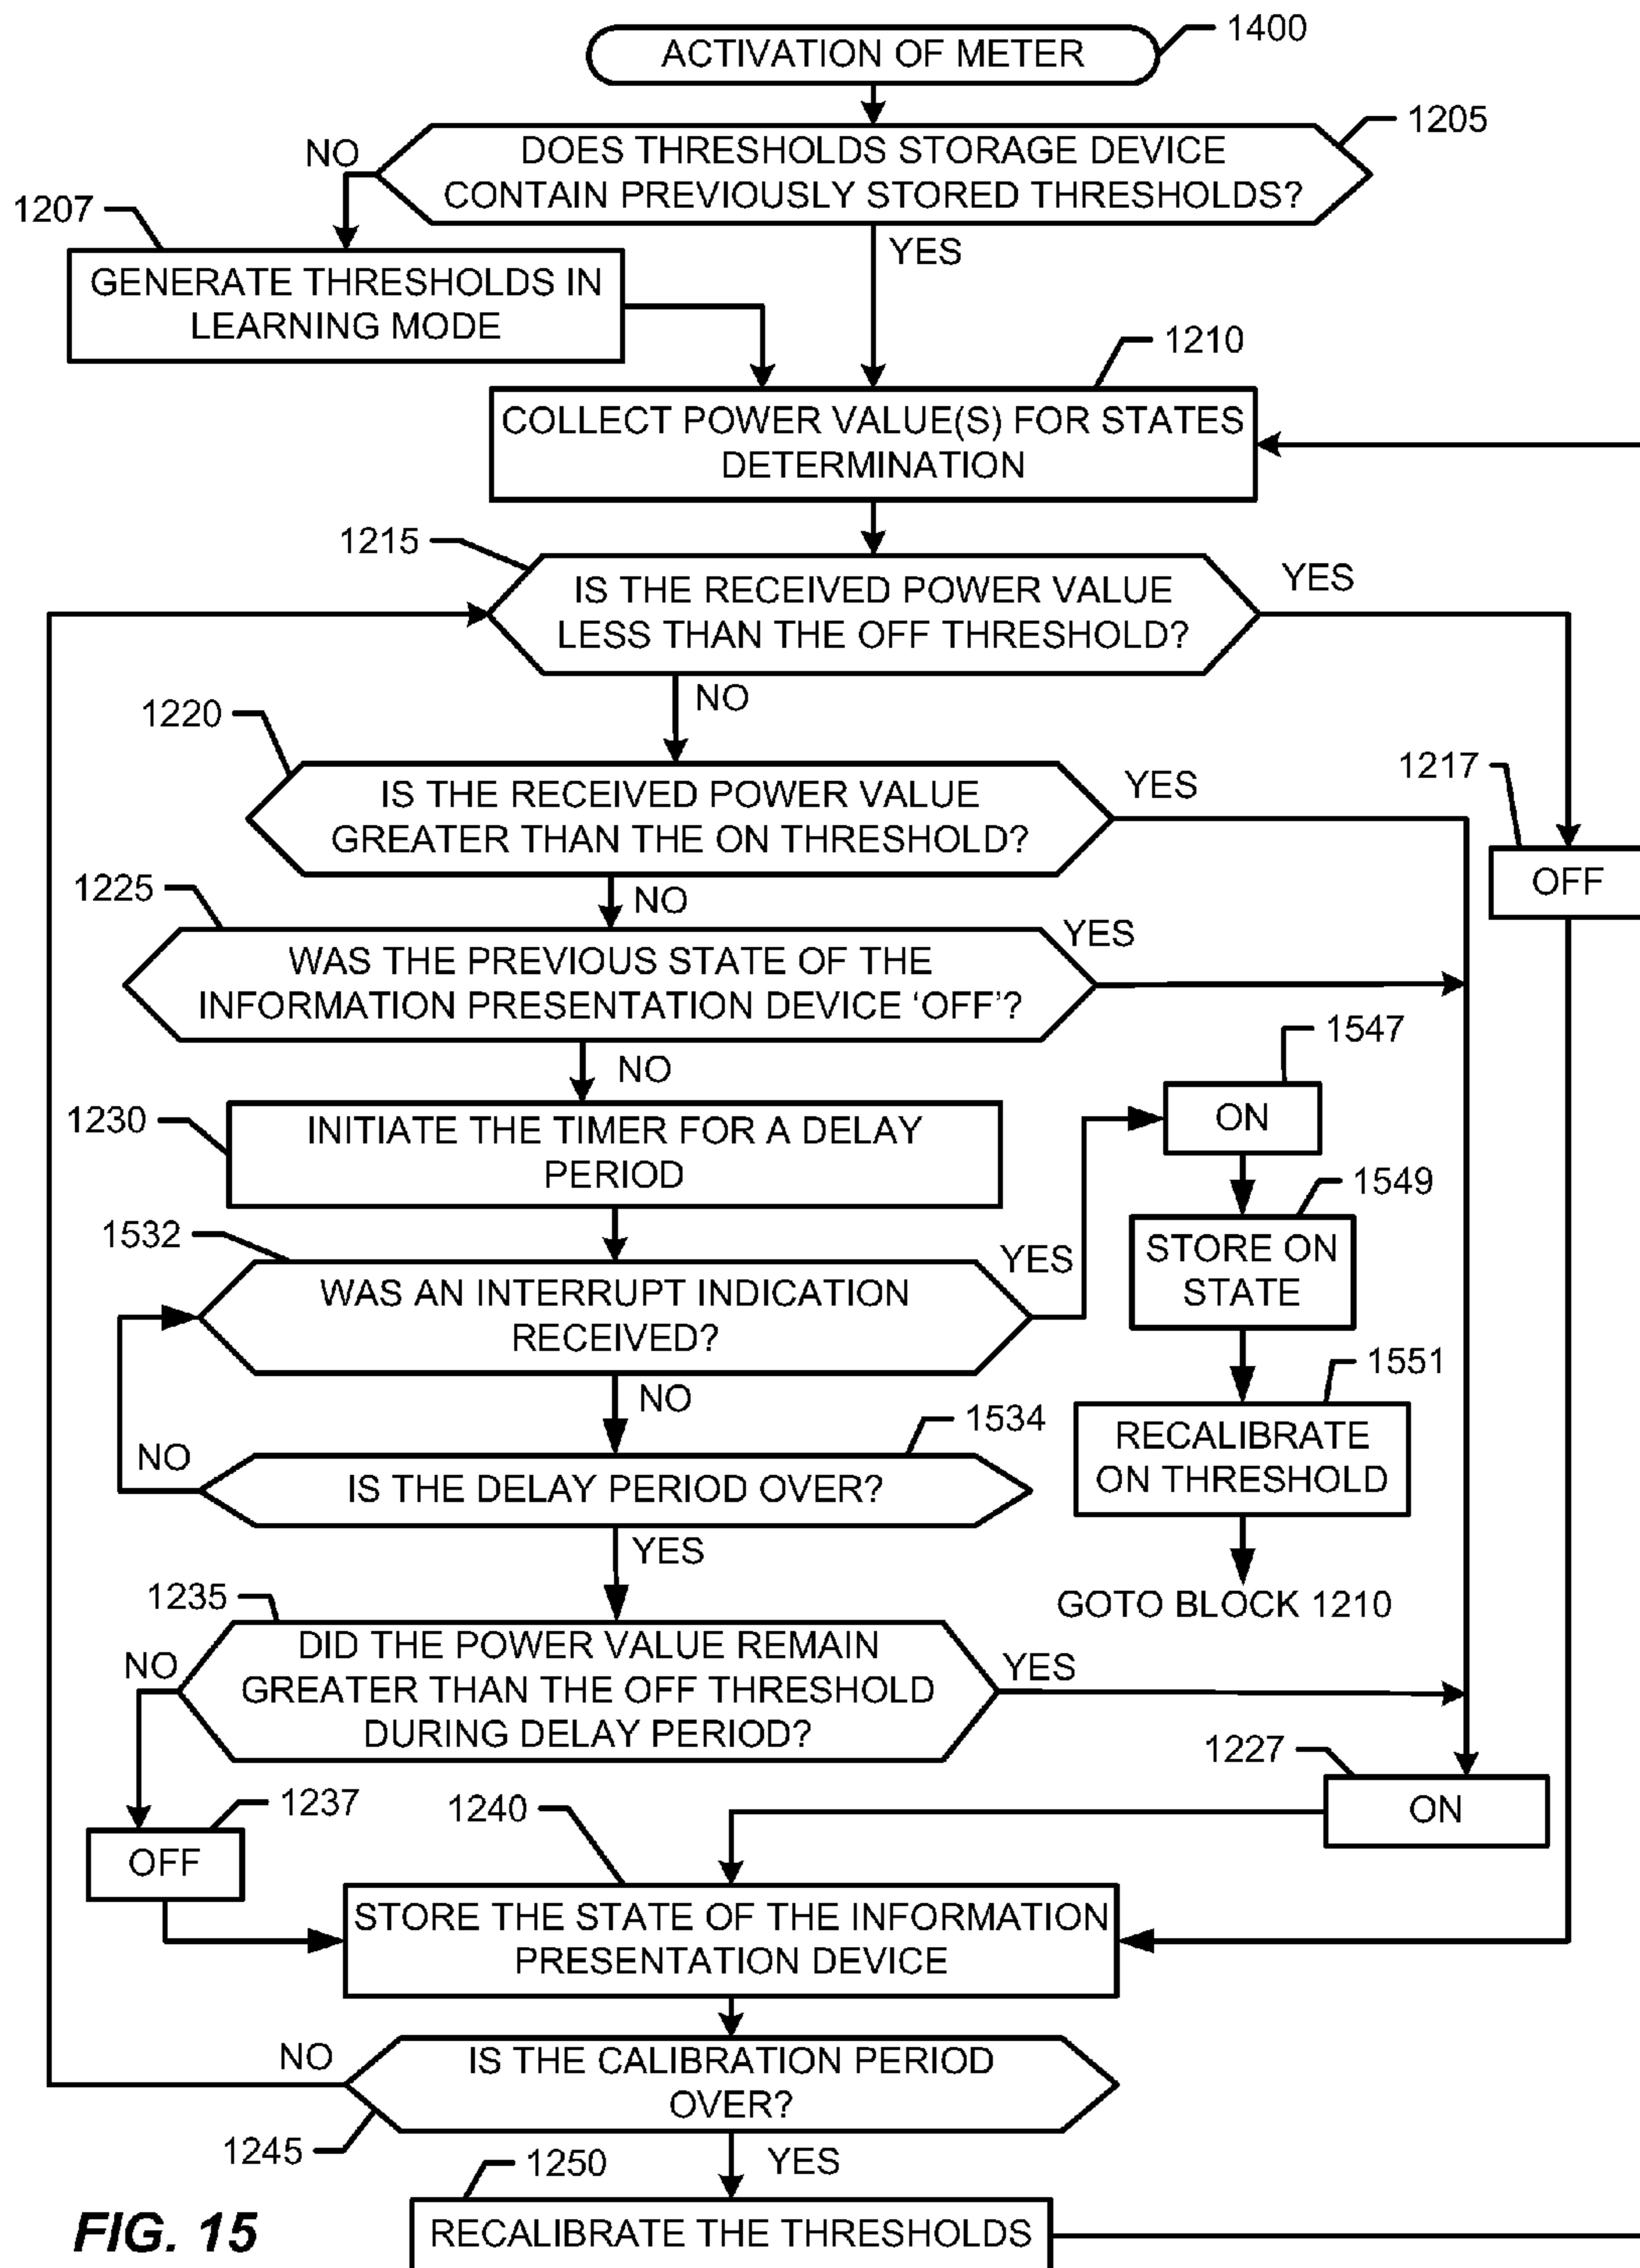 ACTIVATION OF METER
1400
DOES THRESHOLDS STORAGE DEVICE
CONTAIN PREVIOUSLY STORED THRESHOLDS?
1205
NO
YES
1207
GENERATE THRESHOLDS IN
LEARNING MODE
1210
COLLECT POWER VALUE(S) FOR STATES
DETERMINATION
1215
IS THE RECEIVED POWER VALUE
LESS THAN THE OFF THRESHOLD?
YES
NO
1220
IS THE RECEIVED POWER VALUE
GREATER THAN THE ON THRESHOLD?
YES
1217
OFF
NO
1225
WAS THE PREVIOUS STATE OF THE
INFORMATION PRESENTATION DEVICE ‘OFF’?
YES
NO
1230
INITIATE THE TIMER FOR A DELAY
PERIOD
1547
ON
1549
STORE ON
STATE
1551
RECALIBRATE
ON THRESHOLD
GOTO BLOCK 1210
1532
WAS AN INTERRUPT INDICATION
RECEIVED?
YES
NO
1534
IS THE DELAY PERIOD OVER?
NO
YES
1235
DID THE POWER VALUE REMAIN
GREATER THAN THE OFF THRESHOLD
DURING DELAY PERIOD?
NO
YES
1227
ON
1237
OFF
1240
STORE THE STATE OF THE INFORMATION
PRESENTATION DEVICE
NO
IS THE CALIBRATION PERIOD
OVER?
1245
YES
1250
RECALIBRATE THE THRESHOLDS
FIG. 15